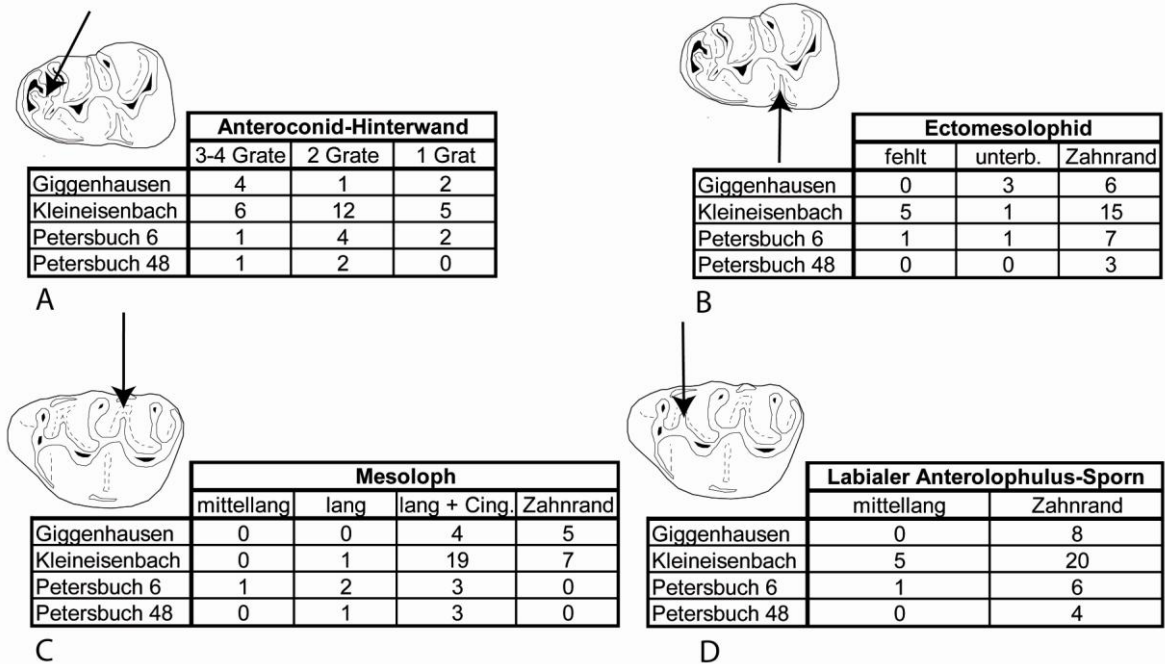 Anteroconid-Hinterwand
3-4 Grate 2 Grate 1 Grat
Giggenhausen 4 1 2
Kleineisenbach 6 12 5
Petersbuch 6 1 4 2
Petersbuch 48 1 2 0
A
Ectomesolophid
fehlt unterb. Zahnrand
Giggenhausen 0 3 6
Kleineisenbach 5 1 15
Petersbuch 6 1 1 7
Petersbuch 48 0 0 3
B
Mesoloph
mittellang lang lang + Cing. Zahnrand
Giggenhausen 0 0 4 5
Kleineisenbach 0 1 19 7
Petersbuch 6 1 2 3 0
Petersbuch 48 0 1 3 0
C
Labialer Anterolophulus-Sporn
mittellang Zahnrand
Giggenhausen 0 8
Kleineisenbach 5 20
Petersbuch 6 1 6
Petersbuch 48 0 4
D